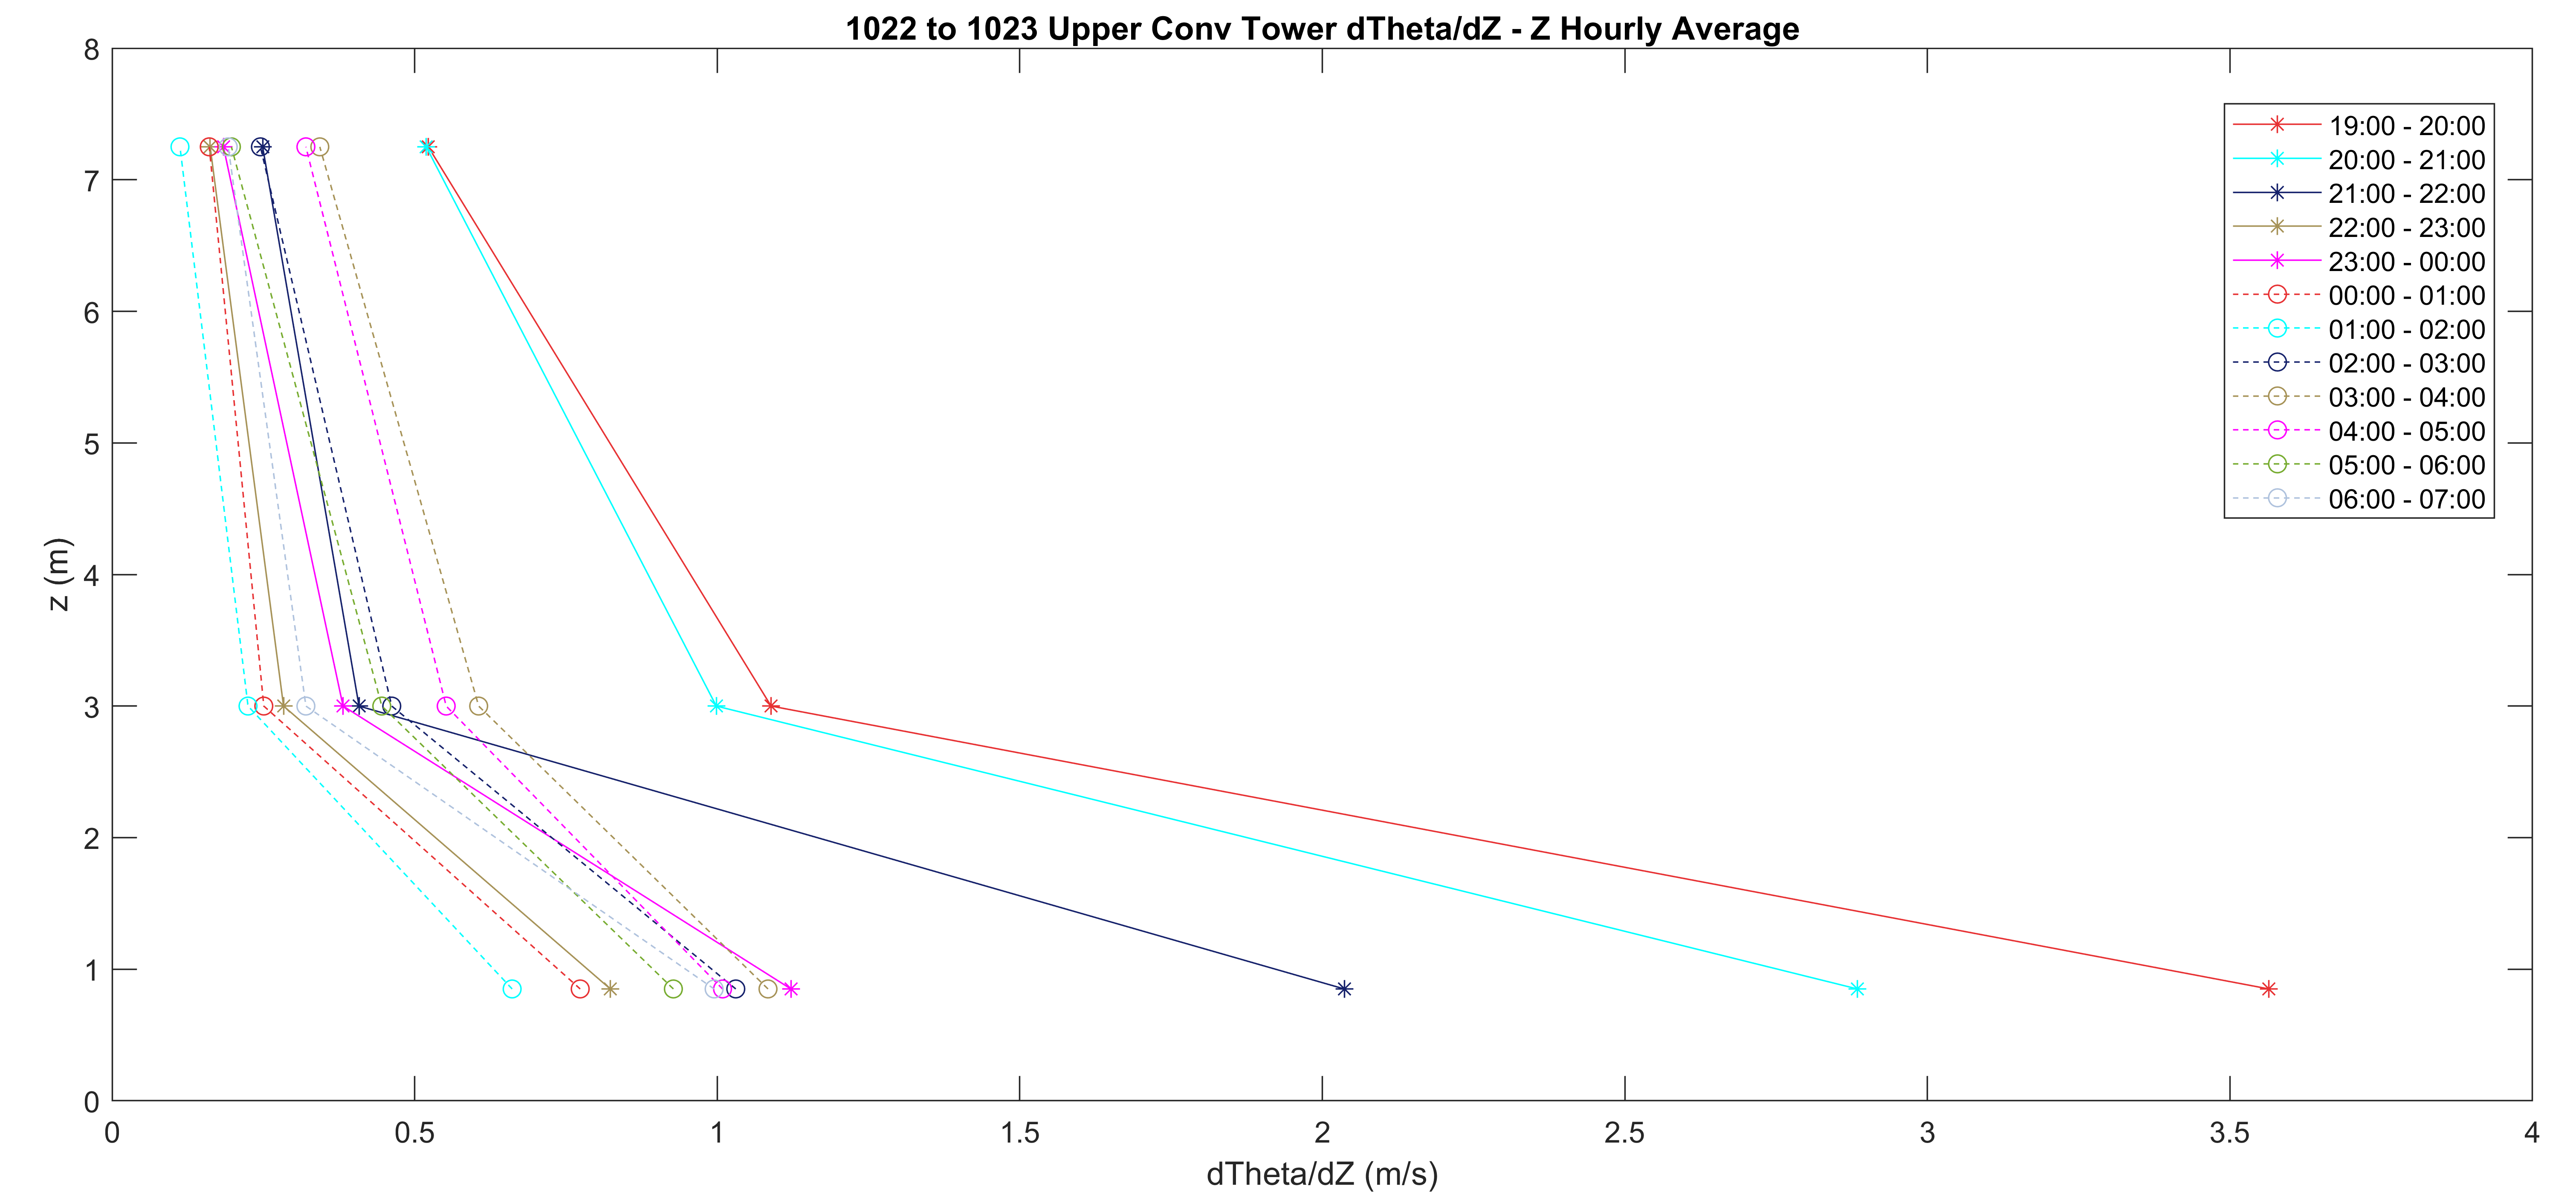 1022 to 1023 Upper Conv Tower dTheta/dZ - Z Hourly Average
8
7
6
5
4
3
2
1
0
z (m)
19:00 - 20:00
20:00 - 21:00
21:00 - 22:00
22:00 - 23:00
23:00 - 00:00
00:00 - 01:00
01:00 - 02:00
02:00 - 03:00
03:00 - 04:00
04:00 - 05:00
05:00 - 06:00
06:00 - 07:00
0 0.5 1 1.5 2 2.5 3 3.5 4
dTheta/dZ (m/s)